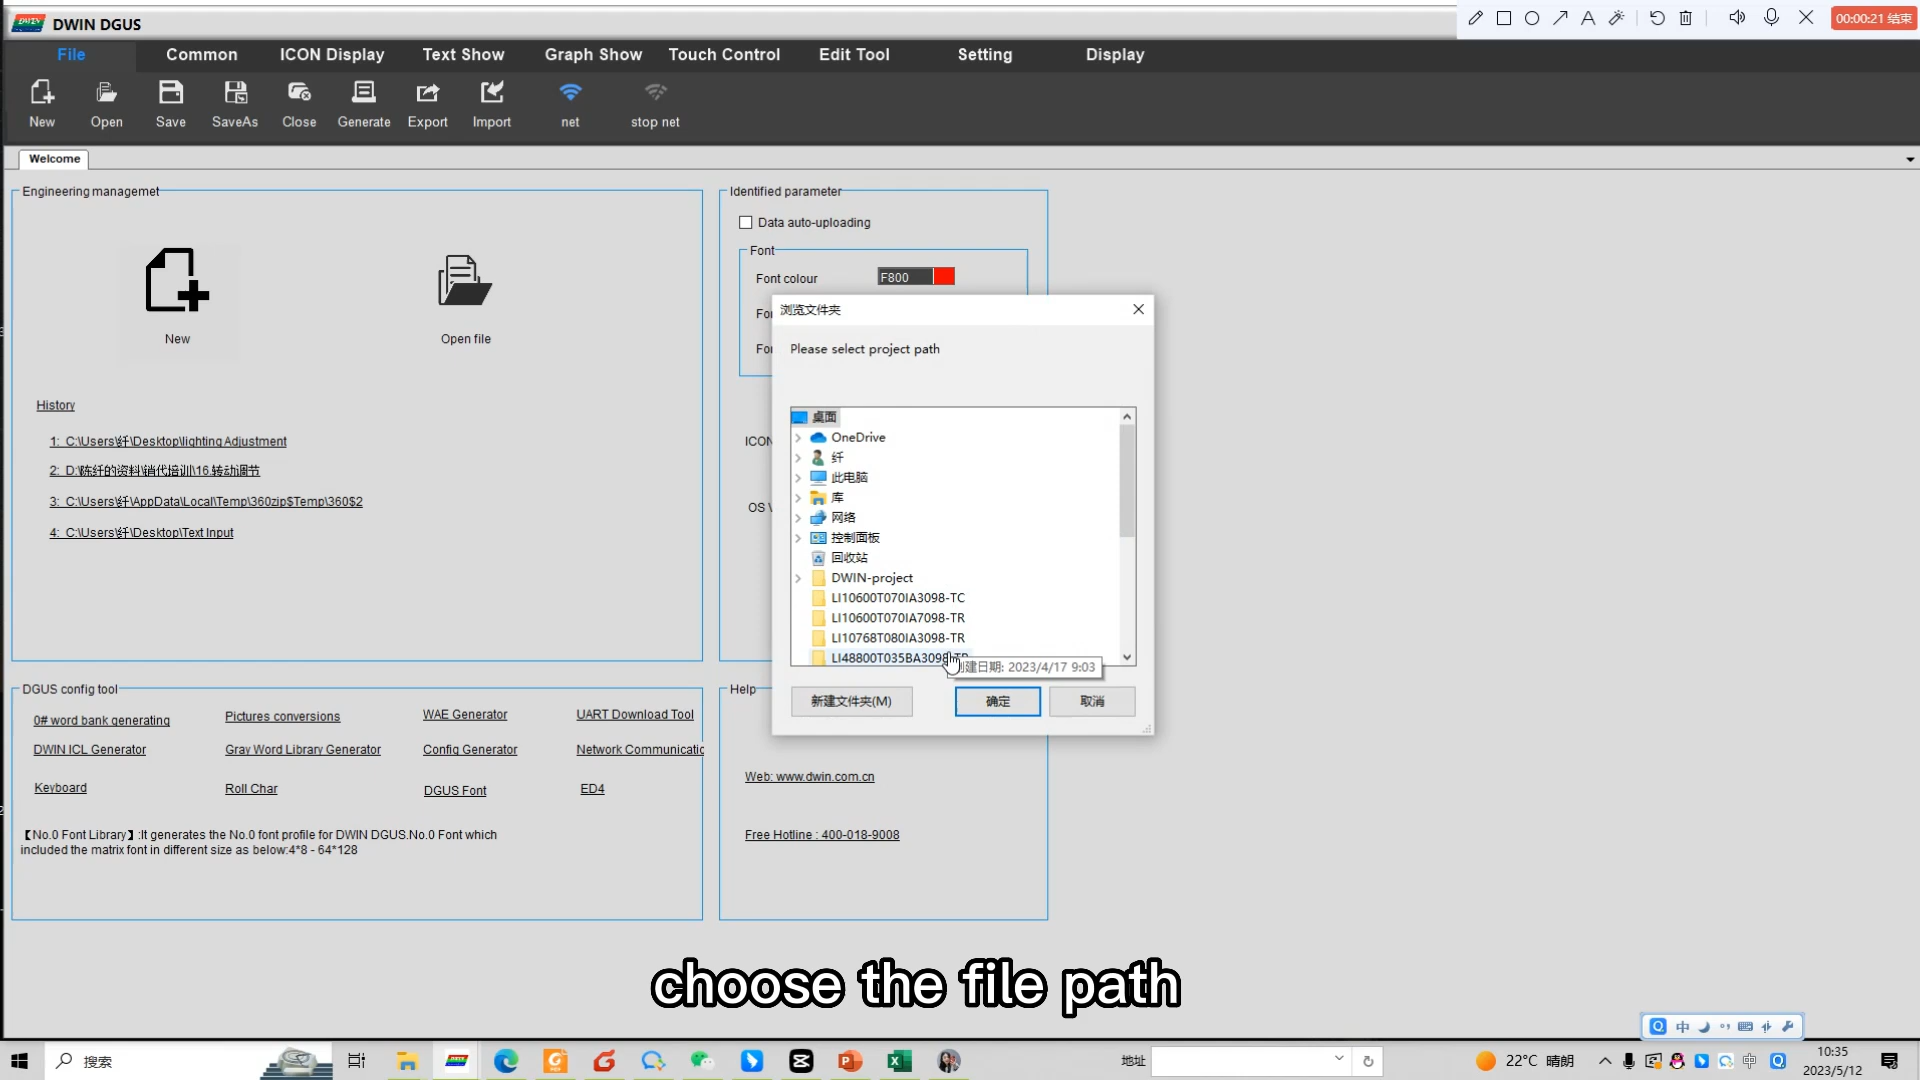 DWIN DGUS
00:00:21 结束
File
Common
ICON Display
Text Show
Graph Show
Touch Control
Edit Tool
Setting
Display
New
Open
Save
SaveAs
Close
Generate
Export
Import
net
stop net
Welcome
Engineering managemet
New
Open file
History
1: C:\Users\纤\Desktop\lighting Adjustment
2: D:\陈纤的资料\销代培训\16.转动调节
3: C:\Users\纤\AppData\Local\Temp\360zip$Temp\360$2
4: C:\Users\纤\Desktop\Text Input
Identified parameter
Data auto-uploading
Font
Font colour
F800
浏览文件夹
Please select project path
桌面
OneDrive
纤
此电脑
库
网络
控制面板
回收站
DWIN-project
LI10600T070IA3098-TC
LI10600T070IA7098-TR
LI10768T080IA3098-TR
LI48800T035BA3098-TR
建日期: 2023/4/17 9:03
新建文件夹(M)
确定
取消
ICON
OS
DGUS config tool
0# word bank generating
Pictures conversions
WAE Generator
UART Download Tool
DWIN ICL Generator
Gray Word Library Generator
Config Generator
Network Communicatio
Keyboard
Roll Char
DGUS Font
ED4
【No.0 Font Library】:It generates the No.0 font profile for DWIN DGUS.No.0 Font which
included the matrix font in different size as below:4*8 - 64*128
Help
Web: www.dwin.com.cn
Free Hotline : 400-018-9008
choose the file path
中
搜索
地址
22°C 晴朗
中
10:35
2023/5/12